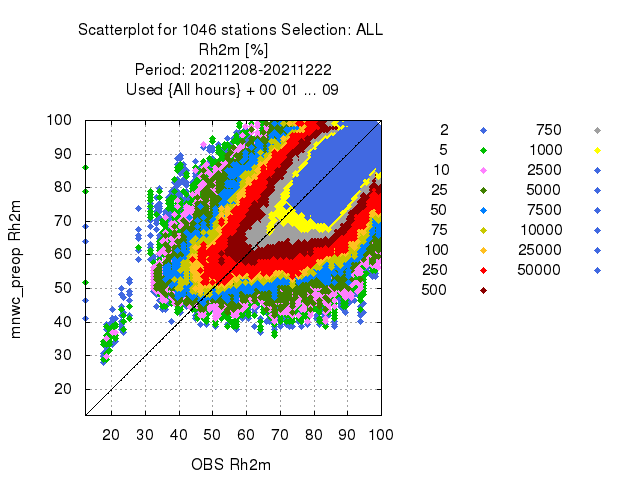 Scatterplot for 1046 stations Selection: ALL
Rh2m [%]
Period: 20211208-20211222
Used {All hours} + 00 01 ... 09
mnwc_preop Rh2m
100
90
80
70
60
50
40
30
20
20 30 40 50 60 70 80 90 100
OBS Rh2m
2 750
5 1000
10 2500
25 5000
50 7500
75 10000
100 25000
250 50000
500